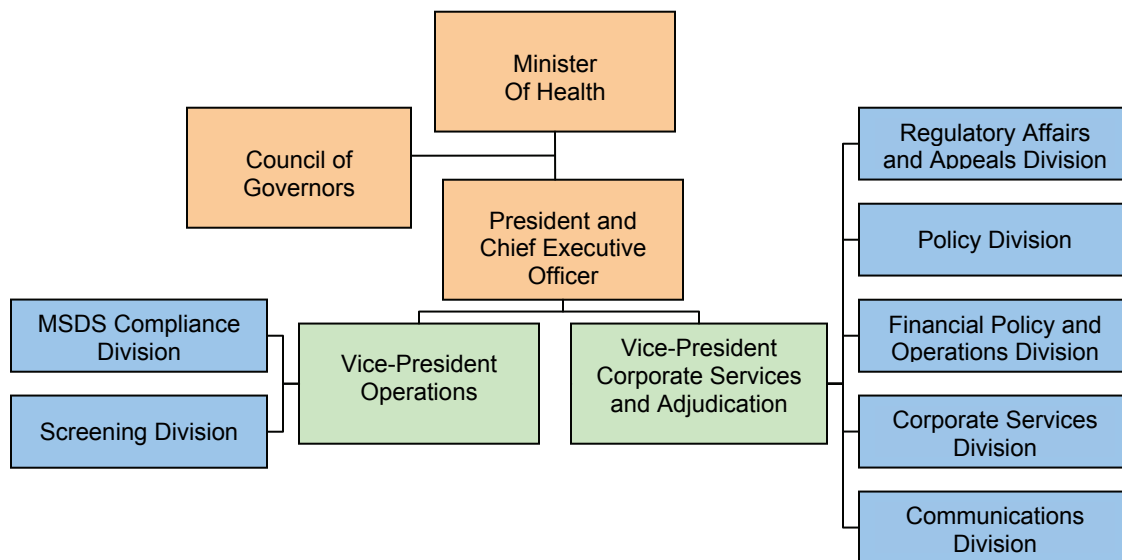 Minister
Of Health
Council of
Governors
President and
Chief Executive
Officer
MSDS Compliance
Division
Screening Division
Vice-President
Operations
Vice-President
Corporate Services
and Adjudication
Regulatory Affairs
and Appeals Division
Policy Division
Financial Policy and
Operations Division
Corporate Services
Division
Communications
Division